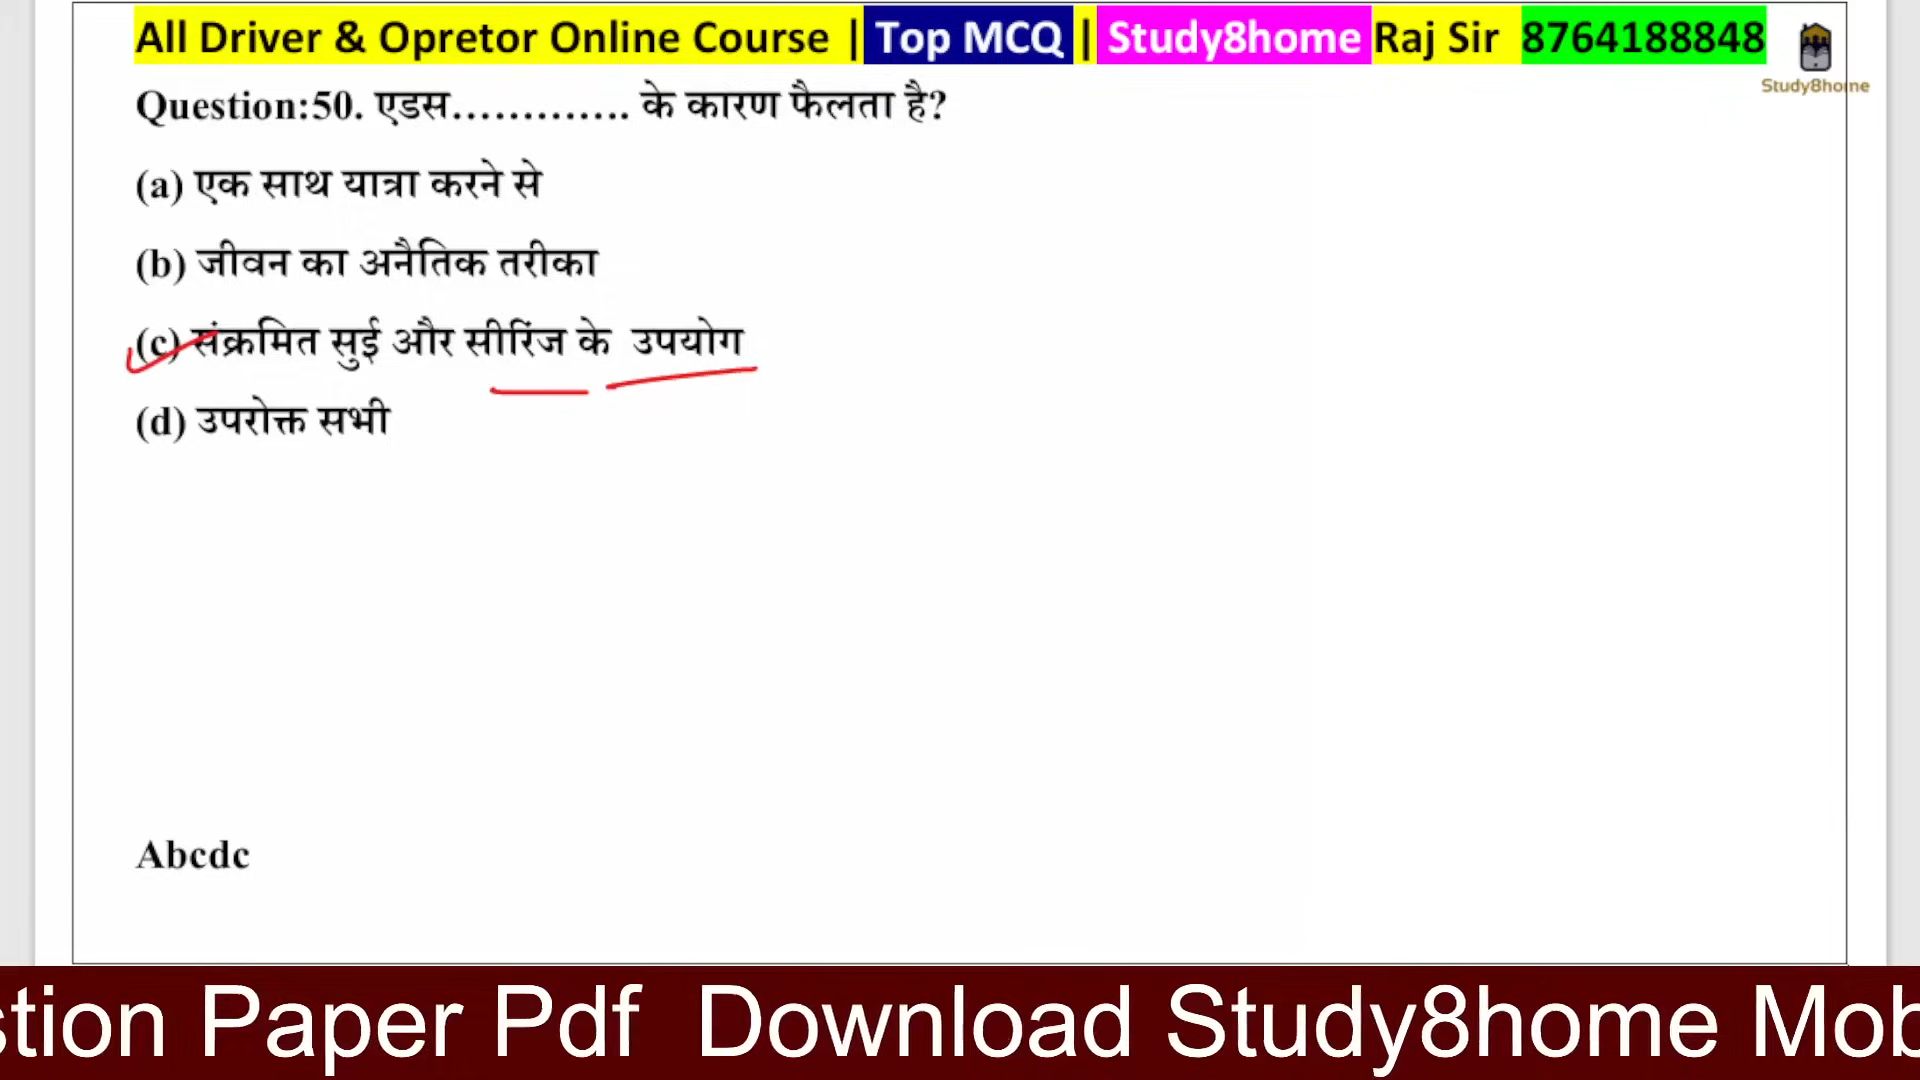 All Driver & Opretor Online Course | Top MCQ | Study8home Raj Sir 8764188848
Study8home
Question:50. एडस............. के कारण फैलता है?
(a) एक साथ यात्रा करने से
(b) जीवन का अनैतिक तरीका
(c) संक्रमित सुई और सीरिंज के उपयोग
(d) उपरोक्त सभी
Abcdc
stion Paper Pdf Download Study8home Mob